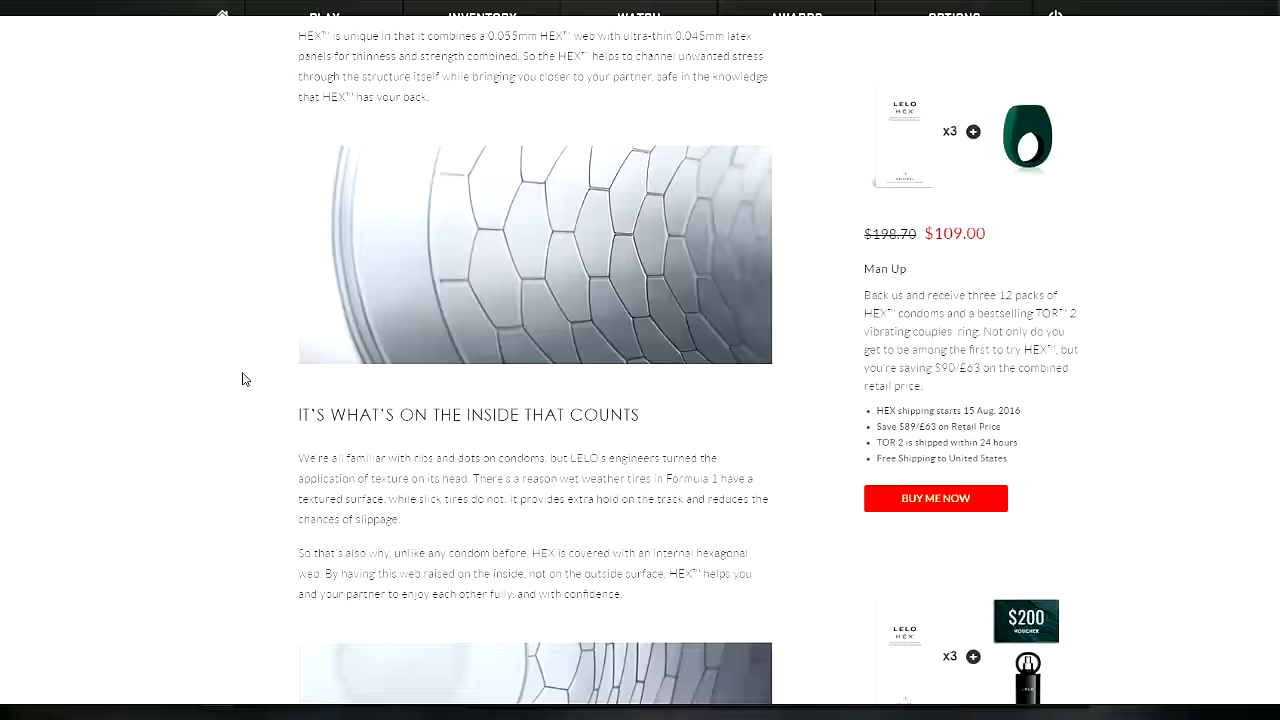 PLAY INVENTORY WATCH AWARDS OPTIONS
HEX™ is unique in that it combines a 0.055mm HEX™ web with ultra-thin 0.045mm latex
panels for thinness and strength combined. So the HEX™ helps to channel unwanted stress
through the structure itself while bringing you closer to your partner, safe in the knowledge
that HEX™ has your back.
IT'S WHAT'S ON THE INSIDE THAT COUNTS
We're all familiar with ribs and dots on condoms, but LELO's engineers turned the
application of texture on its head. There's a reason wet weather tires in Formula 1 have a
textured surface, while slick tires do not. It provides extra hold on the track and reduces the
chances of slippage.
So that's also why, unlike any condom before, HEX is covered with an internal hexagonal
web. By having this web raised on the inside, not on the outside surface, HEX™ helps you
and your partner to enjoy each other fully, and with confidence.
LELO
HEX
x3
$198.70 $109.00
Man Up
Back us and receive three 12 packs of
HEX™ condoms and a bestselling TOR™ 2
vibrating couples' ring. Not only do you
get to be among the first to try HEX™, but
you're saving $90/£63 on the combined
retail price.
• HEX shipping starts 15 Aug. 2016
• Save $89/£63 on Retail Price
• TOR 2 is shipped within 24 hours
• Free Shipping to United States
BUY ME NOW
LELO
HEX
x3
$200
VOUCHER
LELO